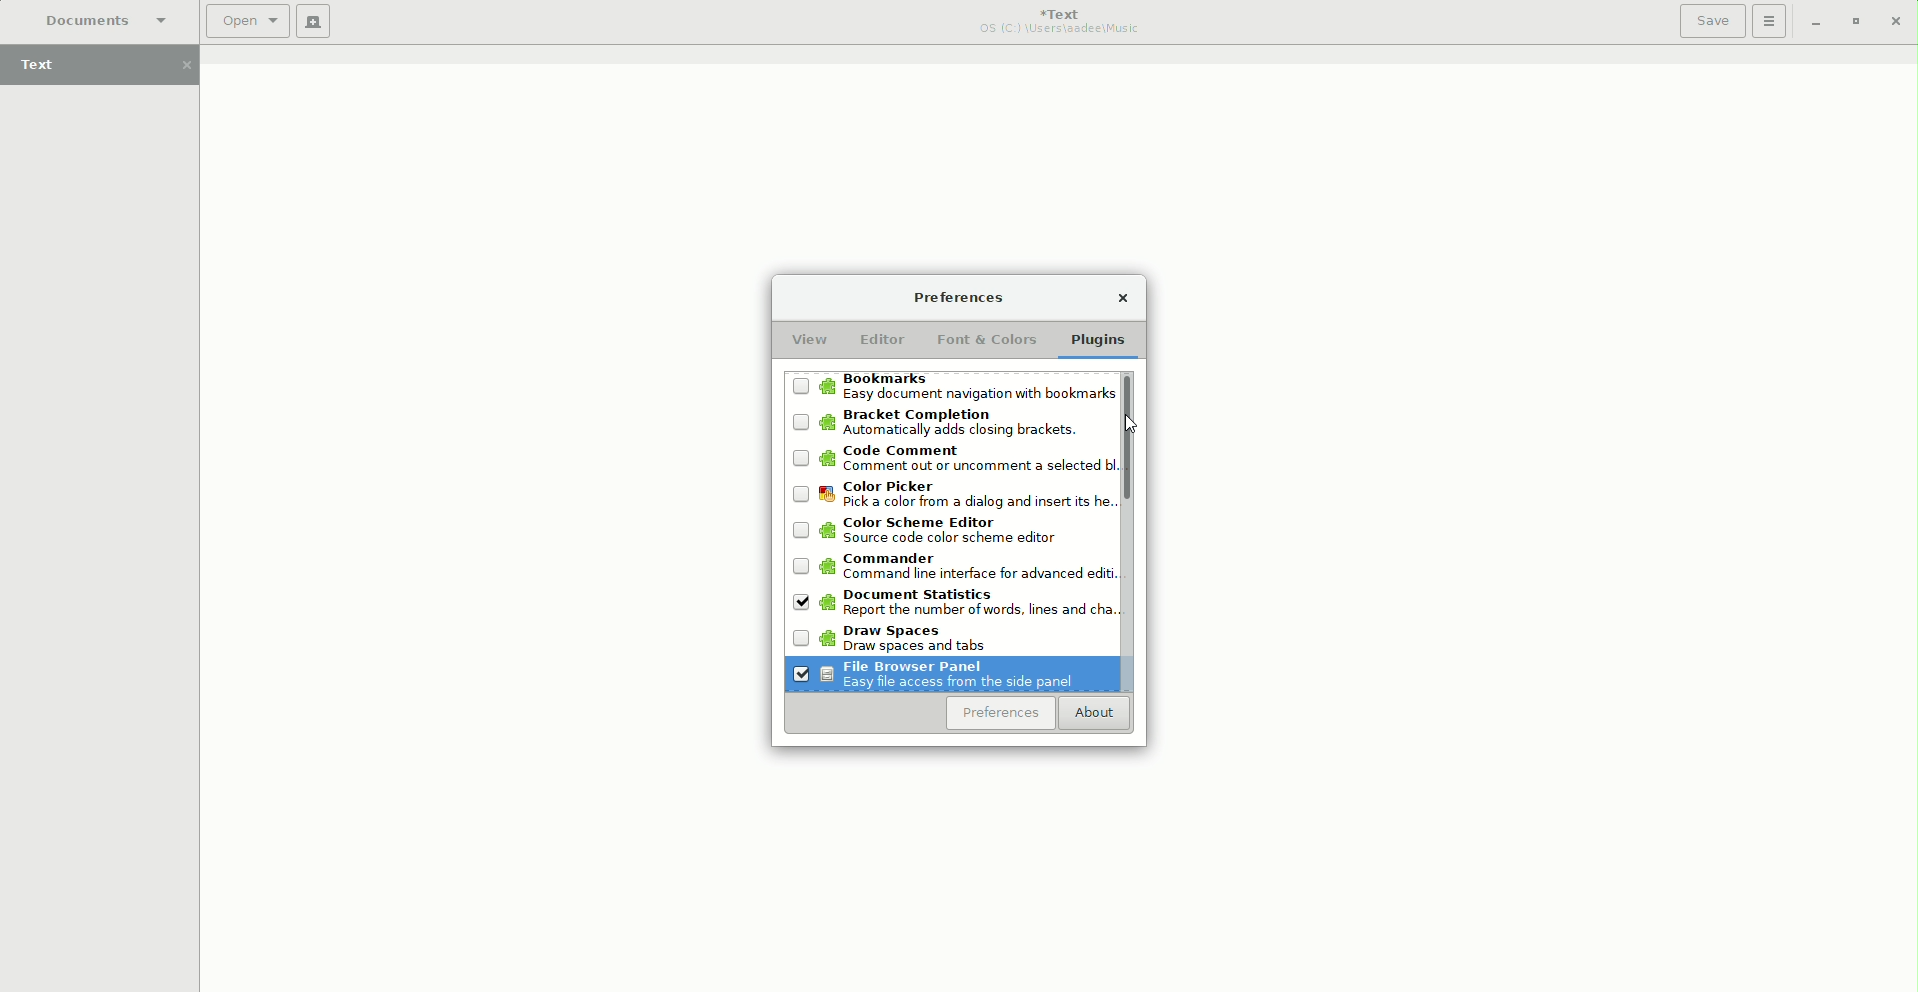 Documents
Open
*Text
OS (C:) \Users\aadee\Music
Save
Text
Preferences
View
Editor
Font & Colors
Plugins
Bookmarks
Easy document navigation with bookmarks
Bracket Completion
Automatically adds closing brackets.
Code Comment
Comment out or uncomment a selected bl...
Color Picker
Pick a color from a dialog and insert its he...
Color Scheme Editor
Source code color scheme editor
Commander
Command line interface for advanced editi...
Document Statistics
Report the number of words, lines and cha...
Draw Spaces
Draw spaces and tabs
File Browser Panel
Easy file access from the side panel
Preferences
About